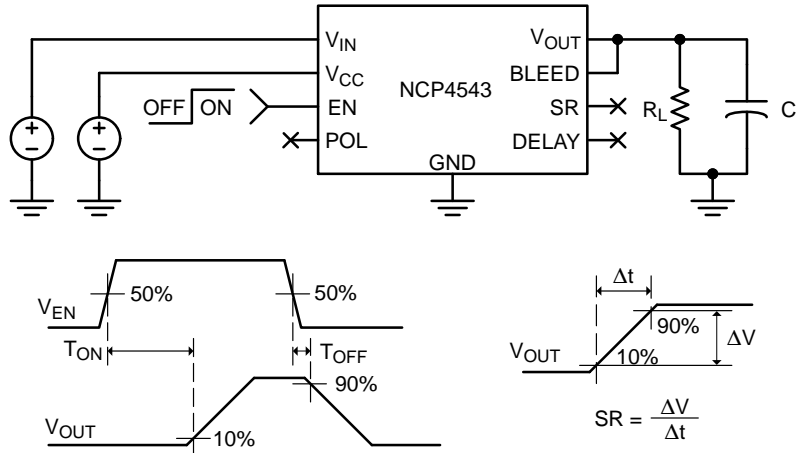 VIN
VCC
EN
POL
OFF ON
NCP4543
GND
VOUT
BLEED
SR
DELAY
RL
CL
+
−
+
−
VEN
50%
50%
TON
TOFF
90%
VOUT
10%
Δt
90%
ΔV
VOUT
10%
SR = ΔV
Δt